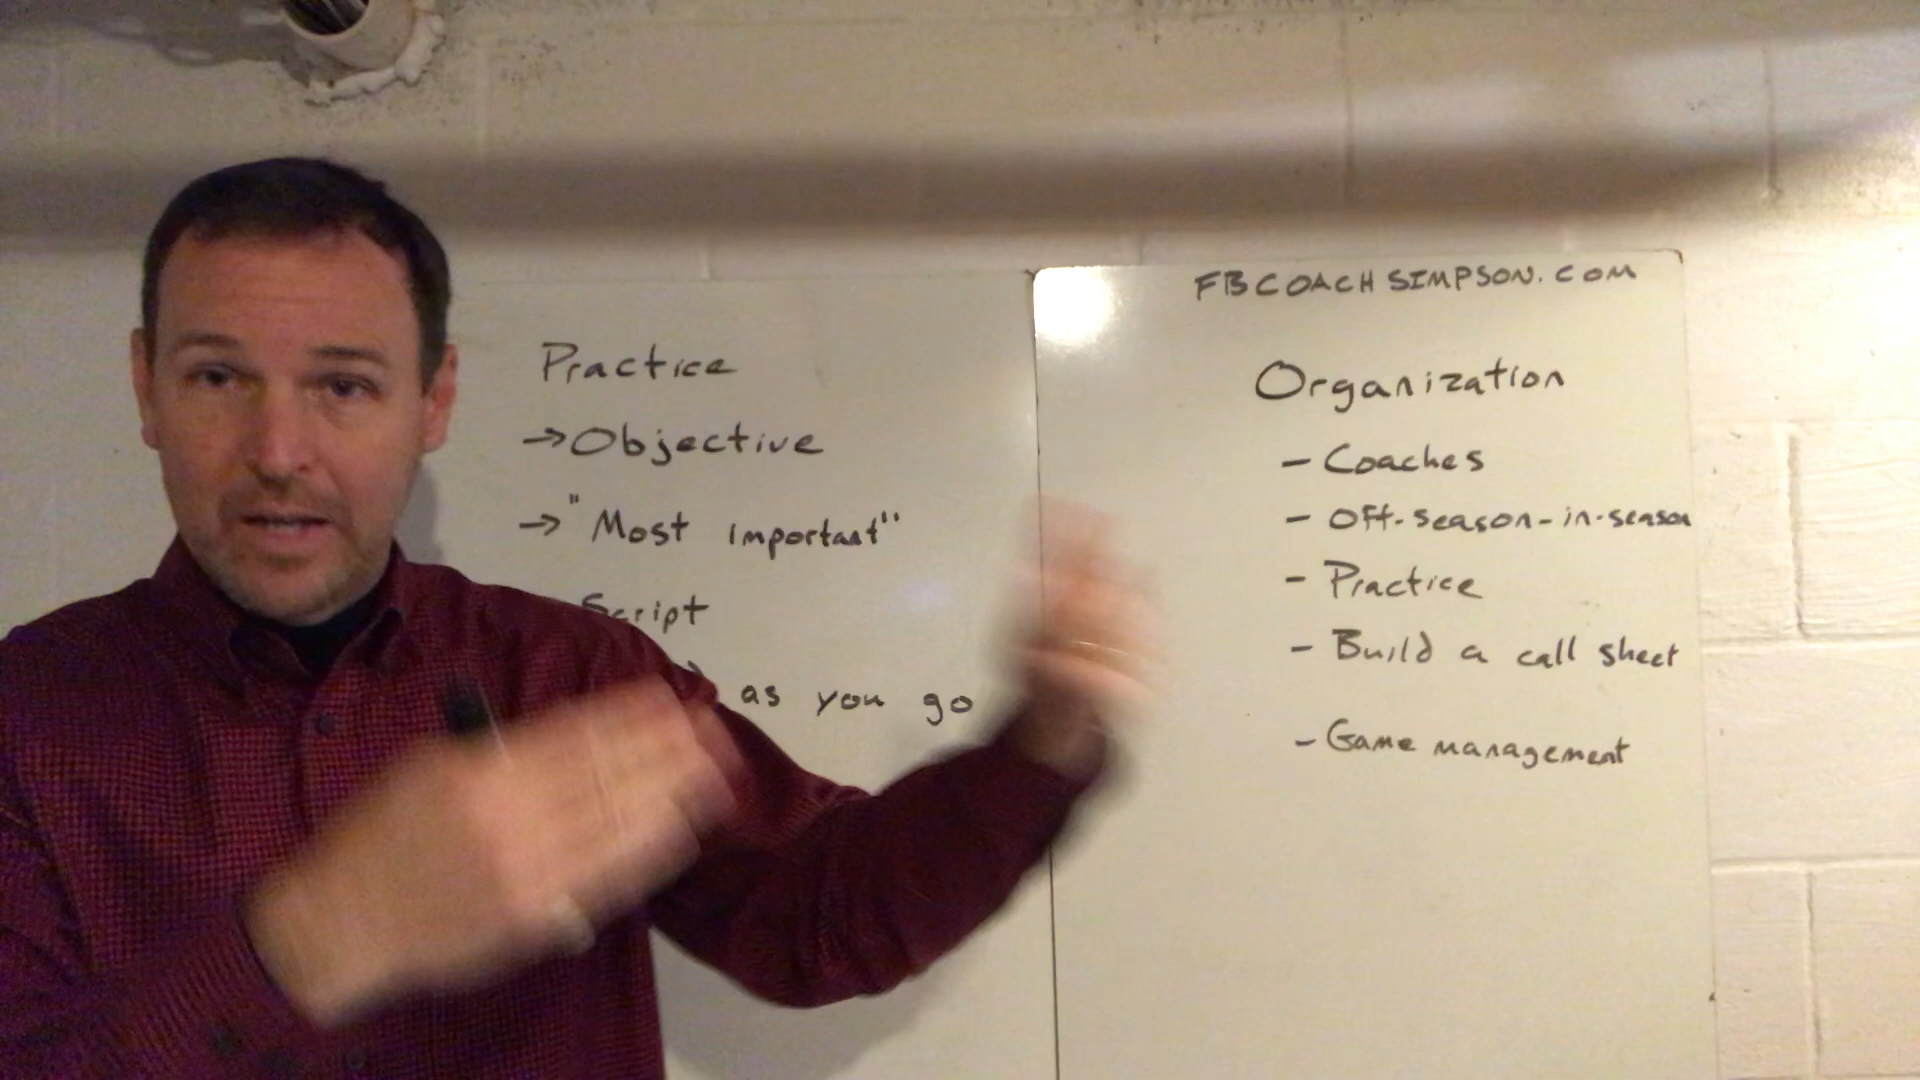 Practice
→Objective
→"Most important"
Script
as you go
FBCOACHSIMPSON.COM
Organization
- Coaches
- Off-season-in-season
- Practice
- Build a call sheet
- Game management